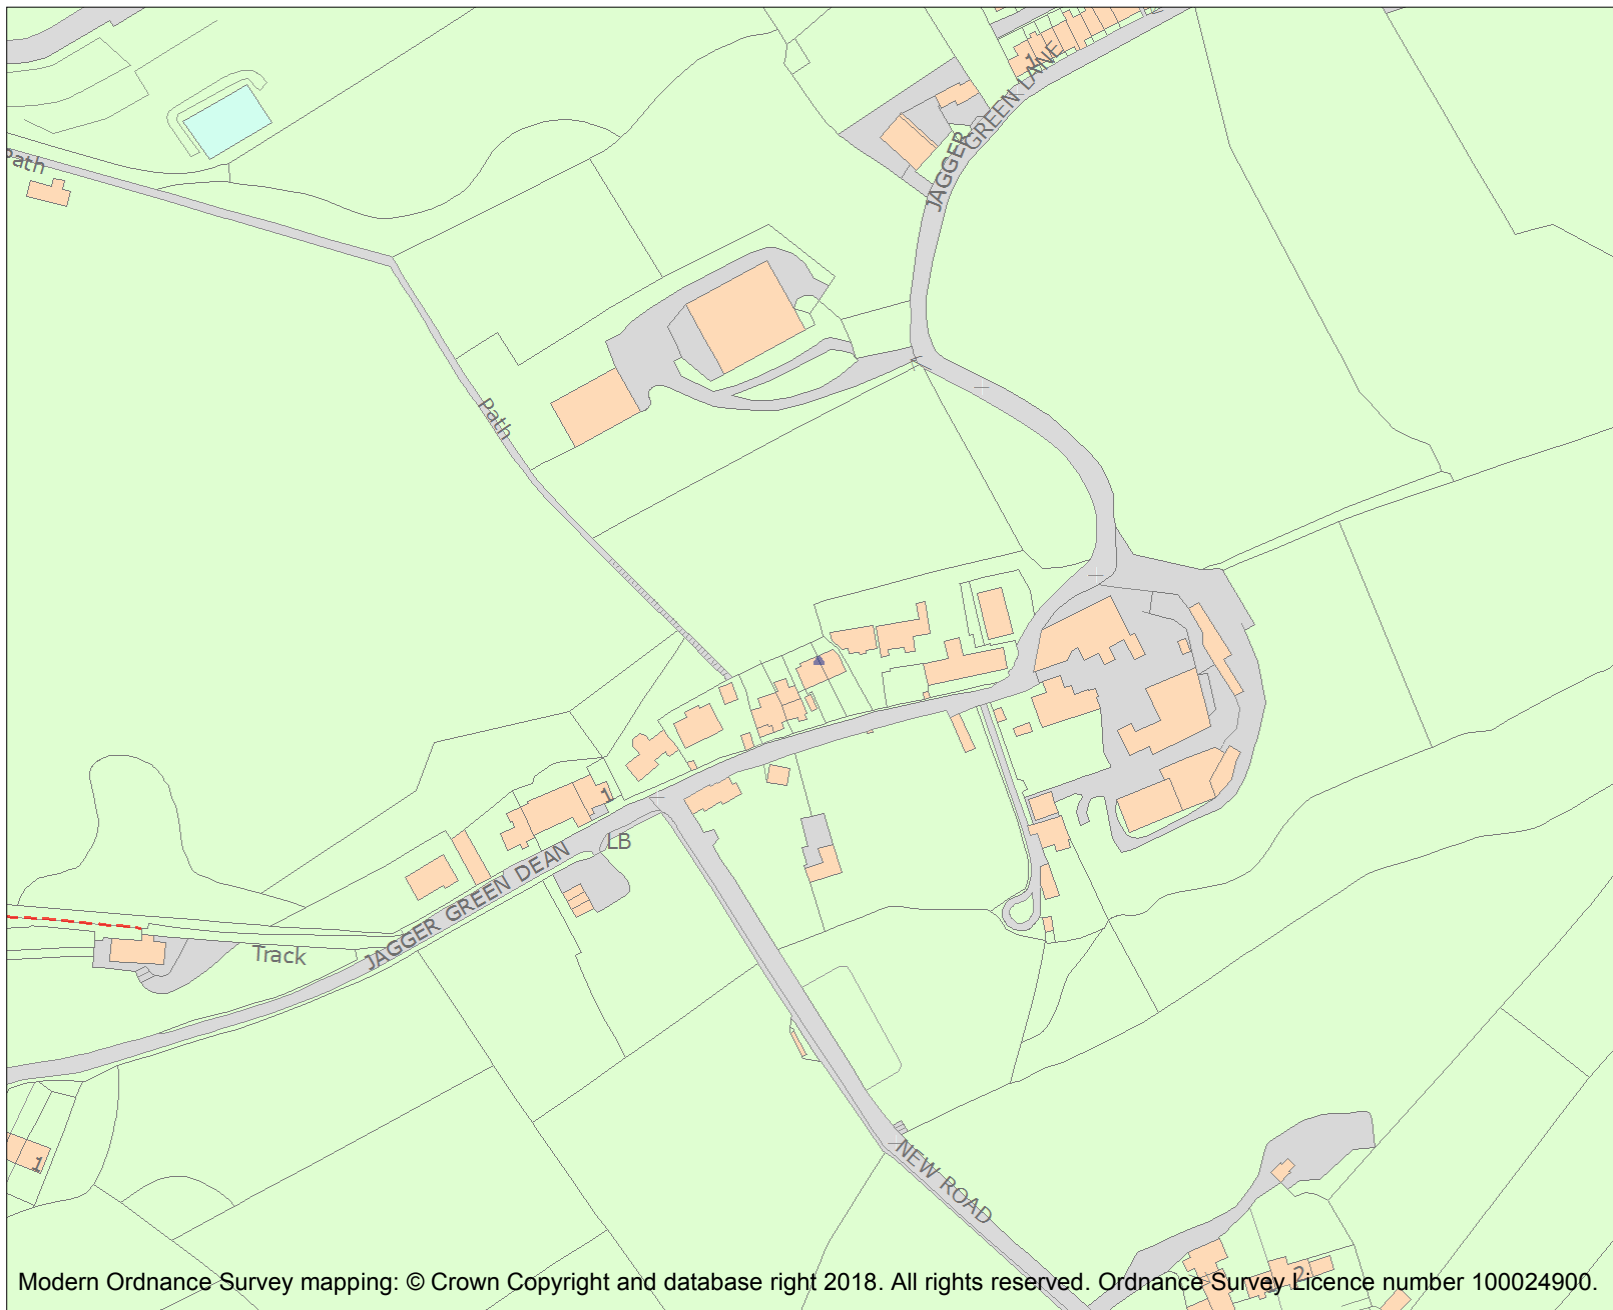 1
JAGGER
GREEN LANE
Path
Path
1
LB
JAGGER GREEN DEAN
Track
1
NEW ROAD
2
Modern Ordnance Survey mapping: © Crown Copyright and database right 2018. All rights reserved. Ordnance Survey Licence number 100024900.